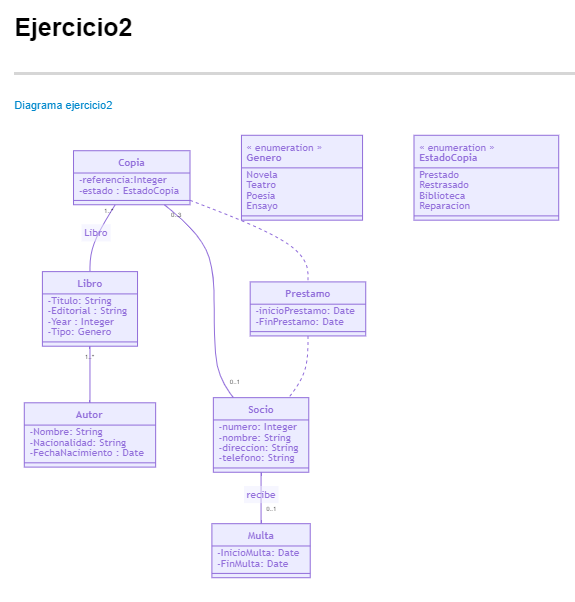 Ejercicio2
Diagrama ejercicio2
Copia
-referencia:Integer
-estado : EstadoCopia
« enumeration »
Genero
Novela
Teatro
Poesia
Ensayo
« enumeration »
EstadoCopia
Prestado
Restrasado
Biblioteca
Reparacion
1..*
0..3
Libro
Libro
-Titulo: String
-Editorial : String
-Year : Integer
-Tipo: Genero
Prestamo
-inicioPrestamo: Date
-FinPrestamo: Date
1..*
0..1
Autor
-Nombre: String
-Nacionalidad: String
-FechaNacimiento : Date
Socio
-numero: Integer
-nombre: String
-direccion: String
-telefono: String
recibe
0..1
Multa
-InicioMulta: Date
-FinMulta: Date